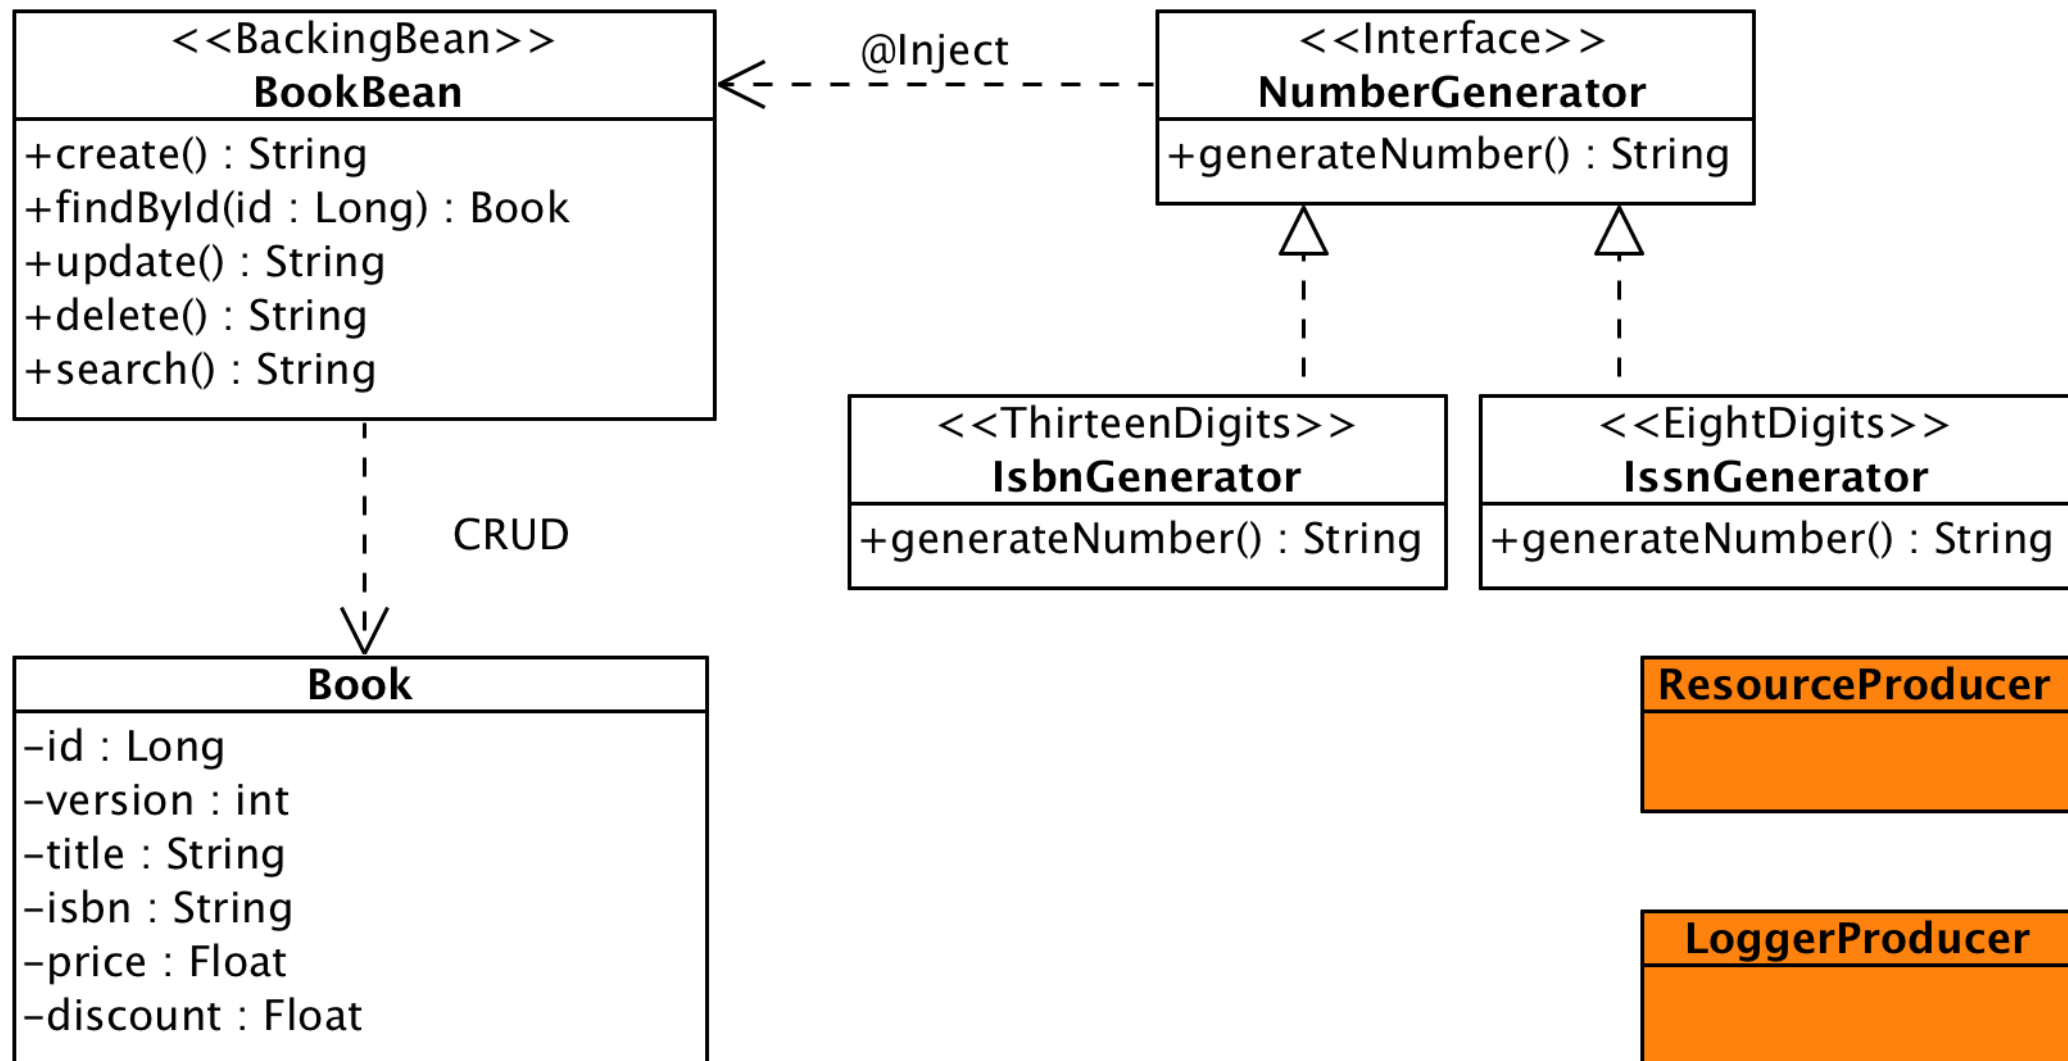 <<BackingBean>>
BookBean
+create() : String
+findById(id : Long) : Book
+update() : String
+delete() : String
+search() : String
@Inject
<<Interface>>
NumberGenerator
+generateNumber() : String
<<ThirteenDigits>>
IsbnGenerator
+generateNumber() : String
<<EightDigits>>
IssnGenerator
+generateNumber() : String
CRUD
Book
-id : Long
-version : int
-title : String
-isbn : String
-price : Float
-discount : Float
ResourceProducer
LoggerProducer